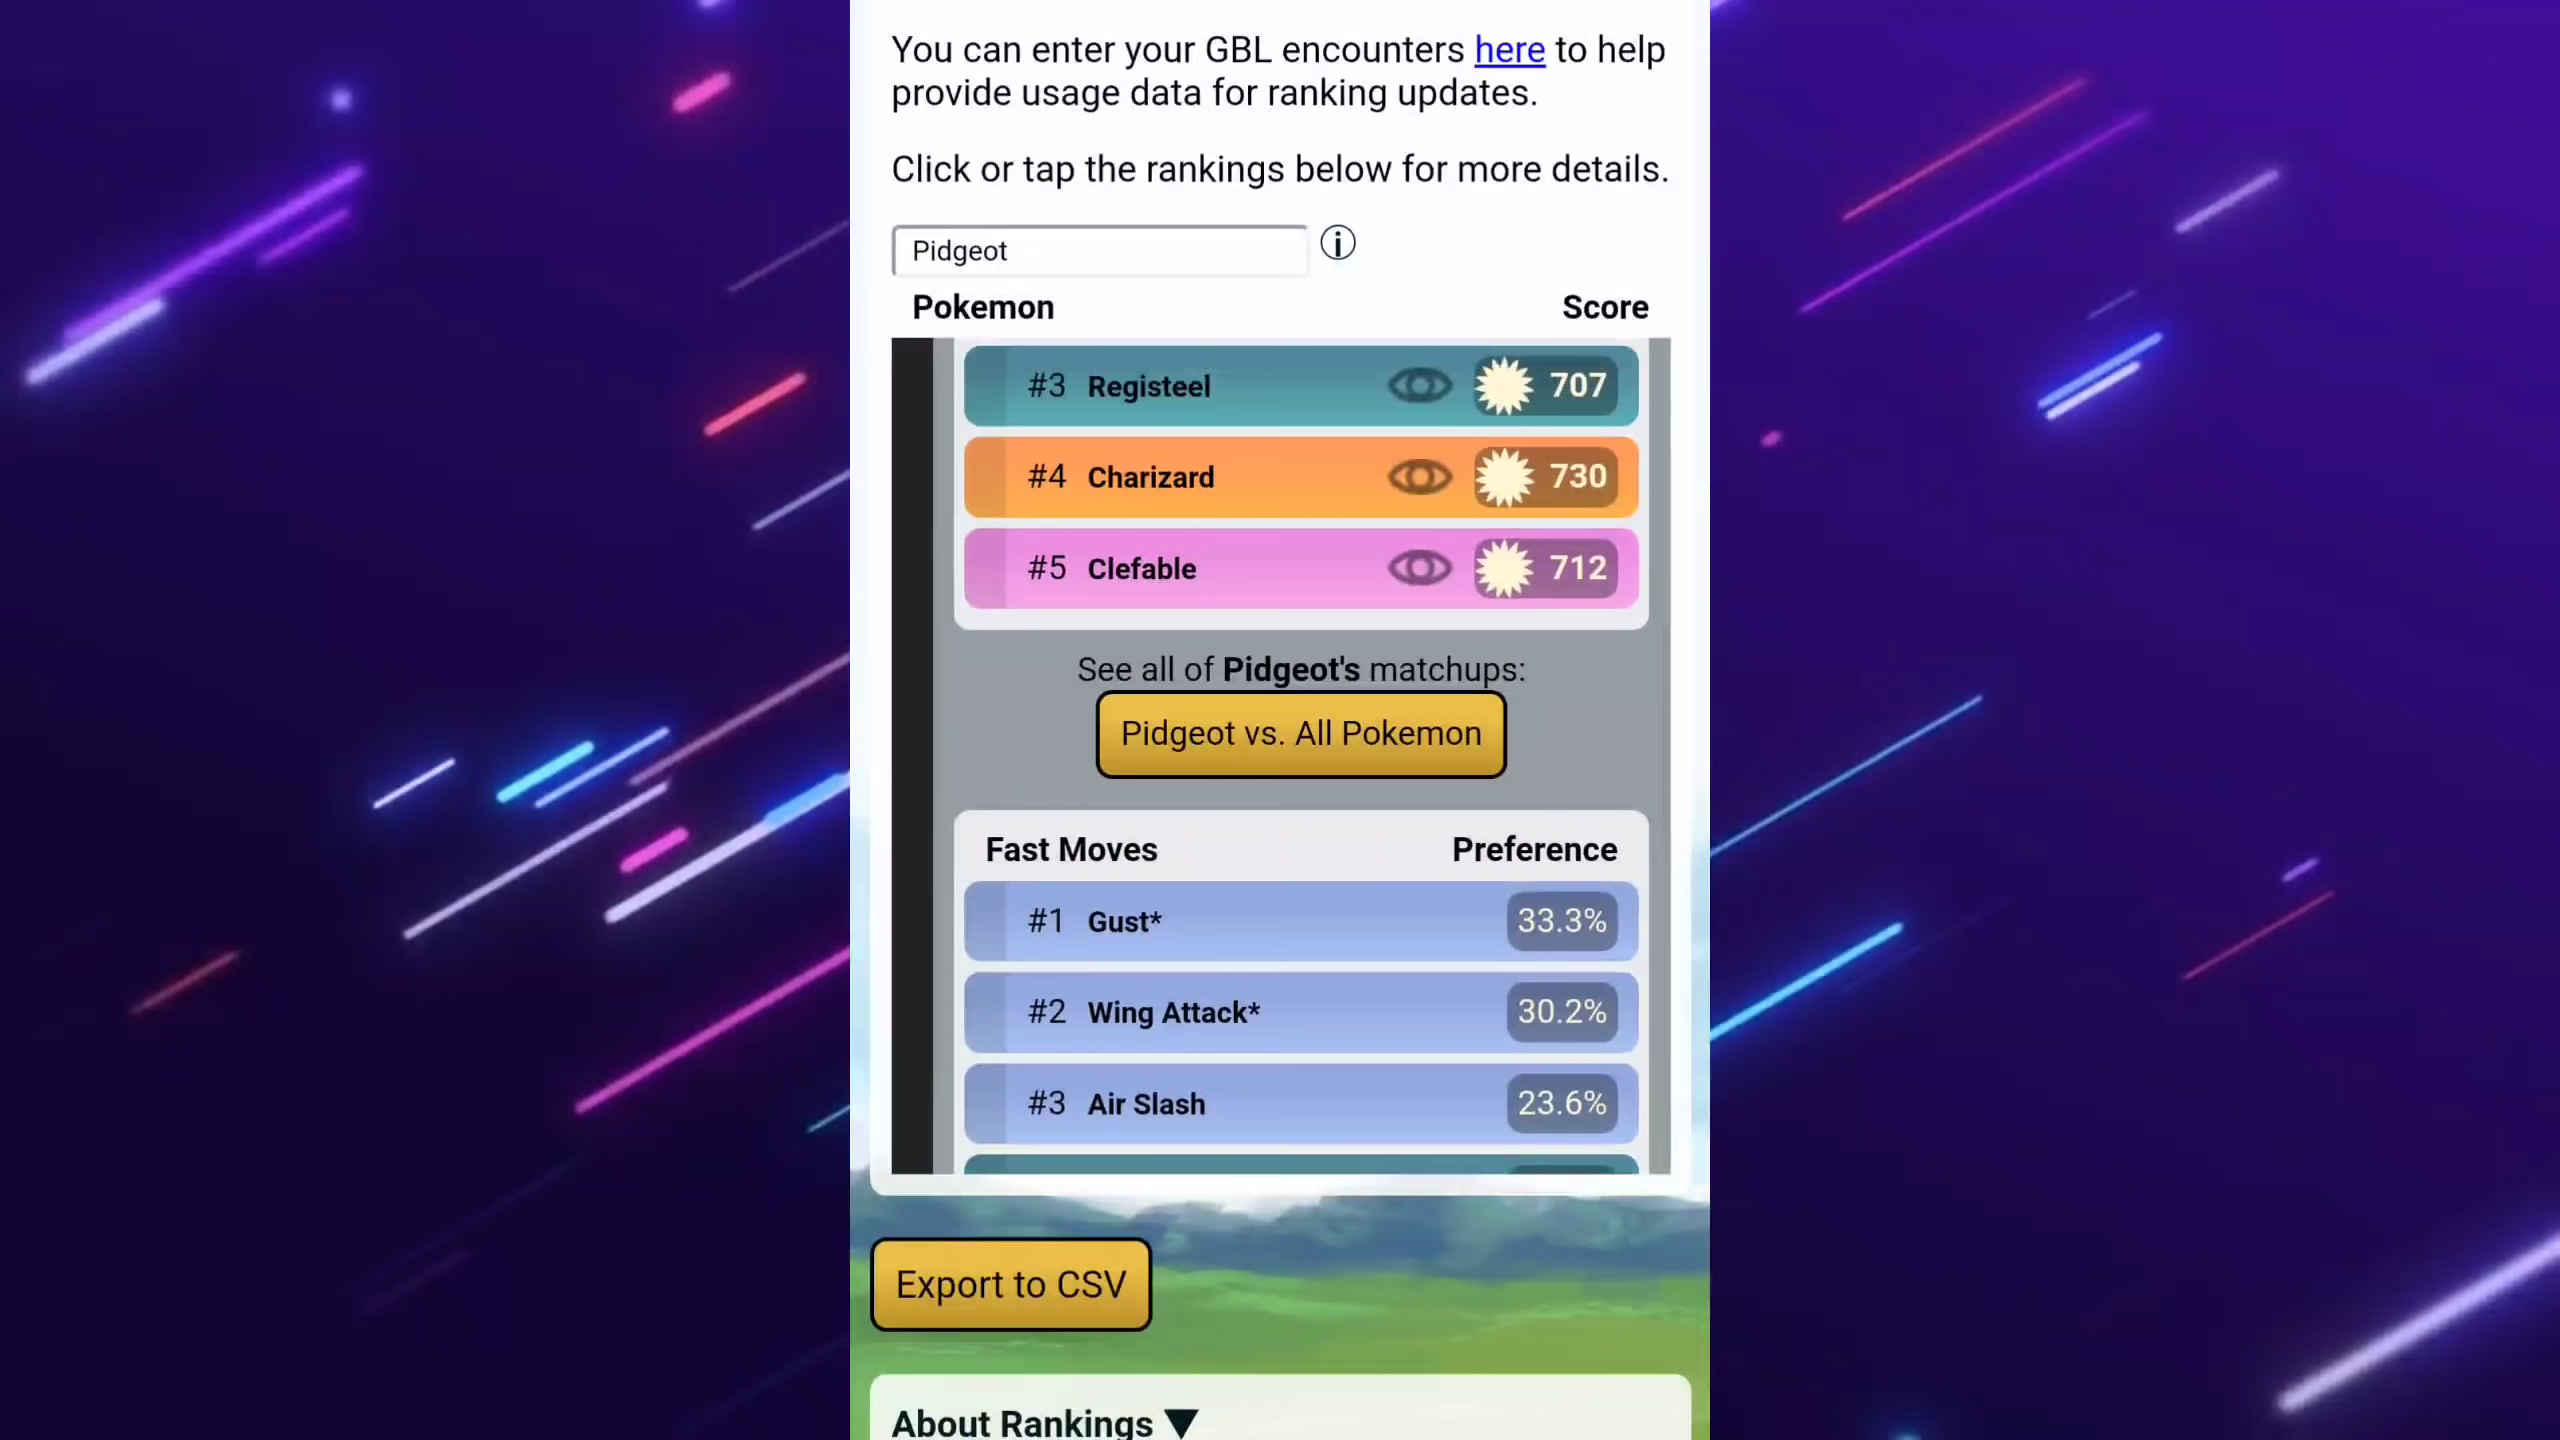 You can enter your GBL encounters here to help
provide usage data for ranking updates.
Click or tap the rankings below for more details.
Pidgeot
Pokemon Score
#3 Registeel 707
#4 Charizard 730
#5 Clefable 712
See all of Pidgeot's matchups:
Pidgeot vs. All Pokemon
Fast Moves Preference
#1 Gust* 33.3%
#2 Wing Attack* 30.2%
#3 Air Slash 23.6%
Export to CSV
About Rankings ▼